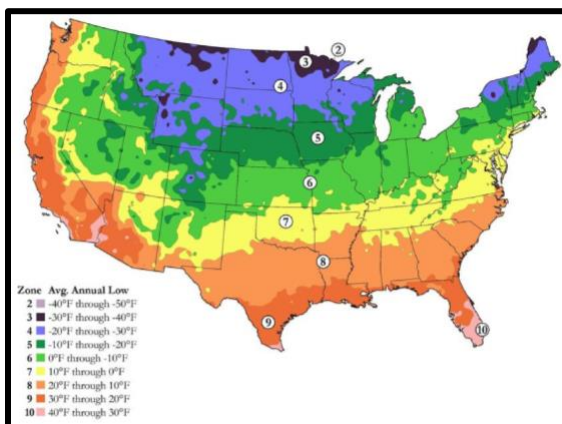 2
3
4
5
6
7
8
9
10
Zone Avg. Annual Low
2 -40°F through -50°F
3 -30°F through -40°F
4 -20°F through -30°F
5 -10°F through -20°F
6 0°F through -10°F
7 10°F through 0°F
8 20°F through 10°F
9 30°F through 20°F
10 40°F through 30°F